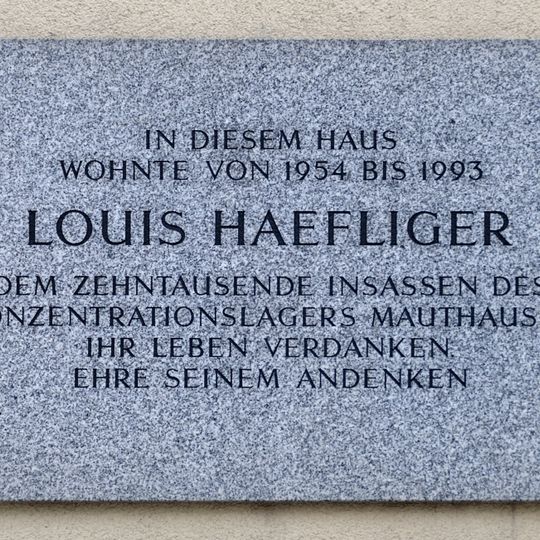 IN DIESEM HAUS
WOHNTE VON 1954 BIS 1993
LOUIS HAEFLIGER
DEM ZEHNTAUSENDE INSASSEN DES
ONZENTRATIONSLAGERS MAUTHAUS
IHR LEBEN VERDANKEN.
EHRE SEINEM ANDENKEN